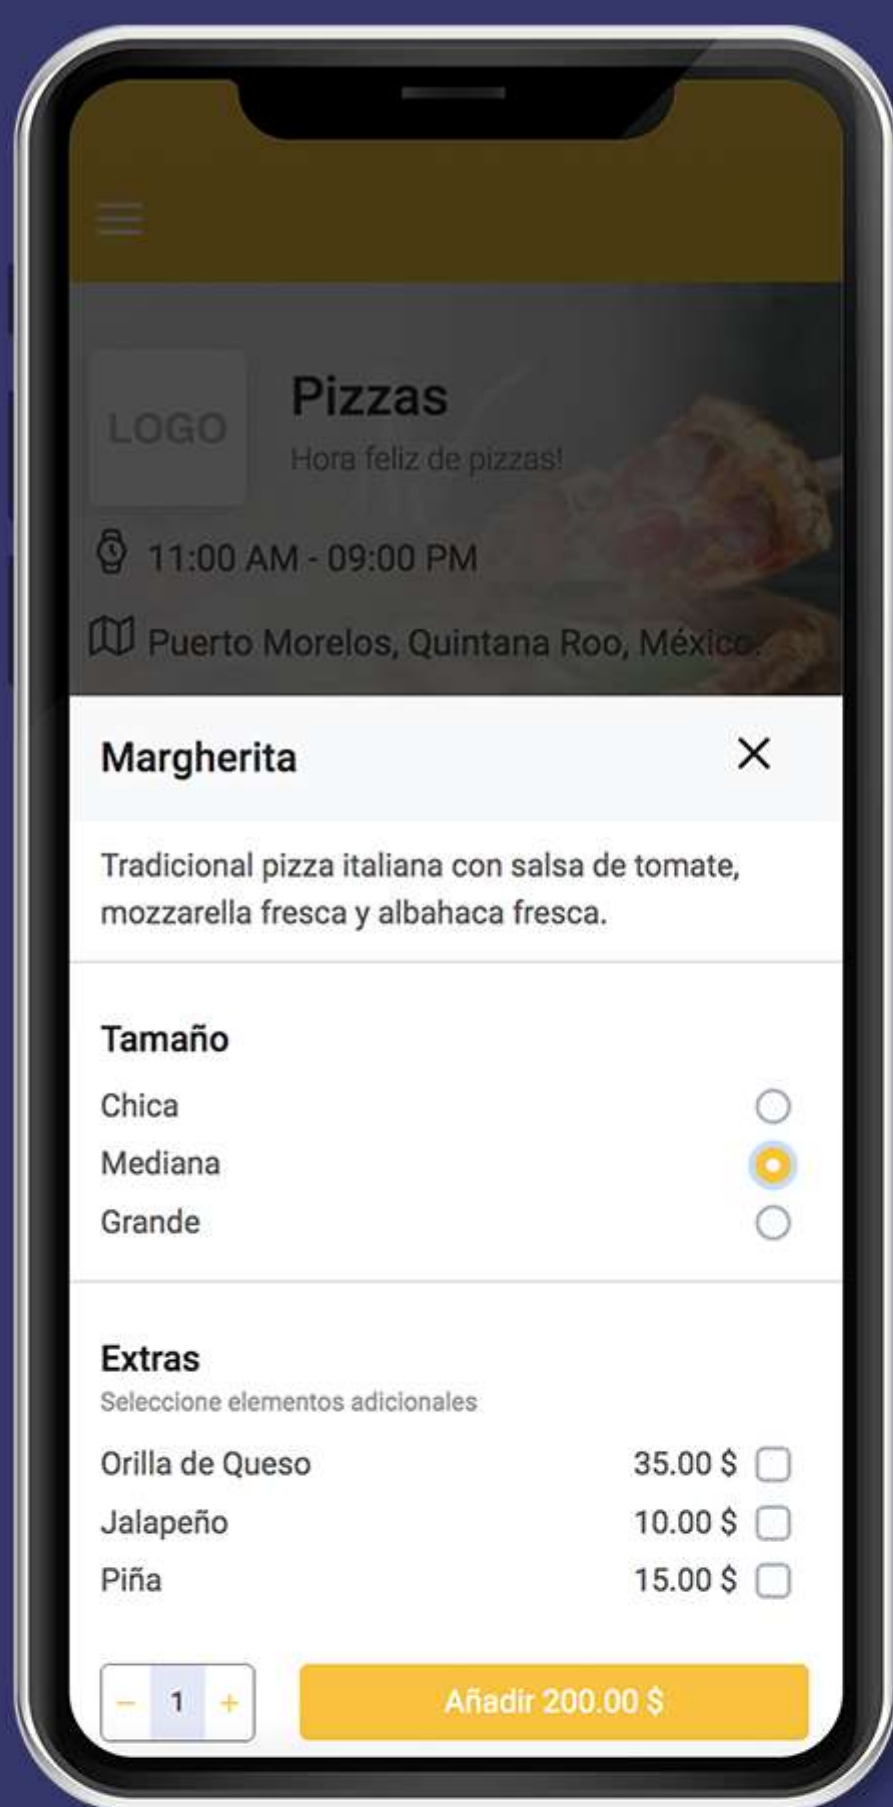 LOGO
Pizzas
Hora feliz de pizzas!
11:00 AM - 09:00 PM
Puerto Morelos, Quintana Roo, México.
Margherita
Tradicional pizza italiana con salsa de tomate,
mozzarella fresca y albahaca fresca.
Tamaño
Chica
Mediana
Grande
Extras
Seleccione elementos adicionales
Orilla de Queso 35.00 $
Jalapeño 10.00 $
Piña 15.00 $
- 1 + Añadir 200.00 $